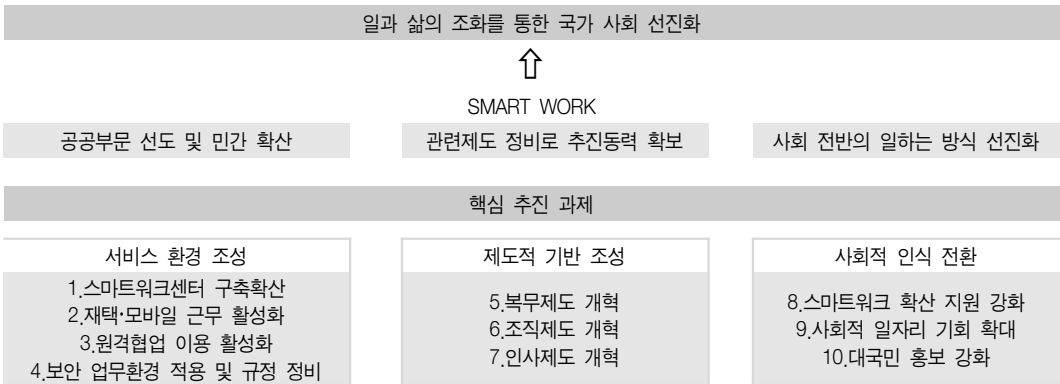 일과 삶의 조화를 통한 국가 사회 선진화
SMART WORK
공공부문 선도 및 민간 확산
관련제도 정비로 추진동력 확보
사회 전반의 일하는 방식 선진화
핵심 추진 과제
서비스 환경 조성
1.스마트워크센터 구축확산
2.재택·모바일 근무 활성화
3.원격협업 이용 활성화
4.보안 업무환경 적용 및 규정 정비
제도적 기반 조성
5.복무제도 개혁
6.조직제도 개혁
7.인사제도 개혁
사회적 인식 전환
8.스마트워크 확산 지원 강화
9.사회적 일자리 기회 확대
10.대국민 홍보 강화